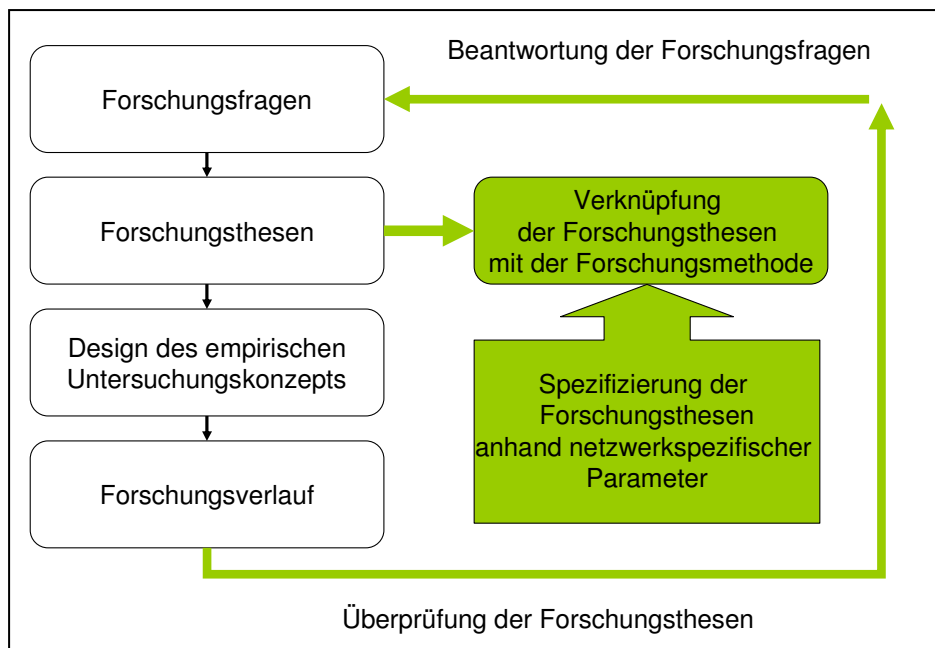 Beantwortung der Forschungsfragen
Forschungsfragen
Forschungsthesen
Verknüpfung
der Forschungsthesen
mit der Forschungsmethode
Design des empirischen
Untersuchungskonzepts
Spezifizierung der
Forschungsthesen
anhand netzwerkspezifischer
Parameter
Forschungsverlauf
Überprüfung der Forschungsthesen